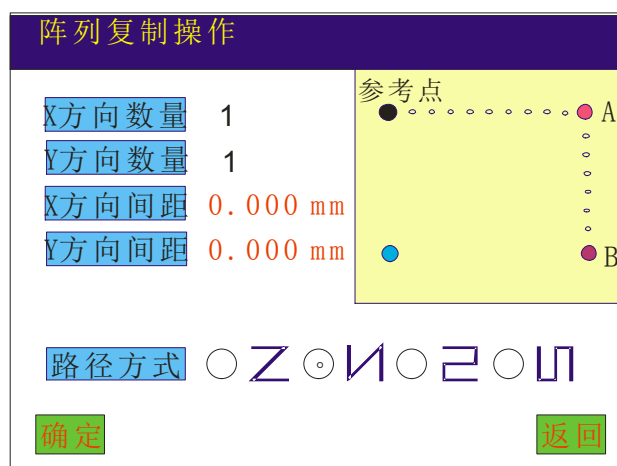 阵列复制操作
参考点
A
X方向数量 1
Y方向数量 1
X方向间距 0.000 mm
Y方向间距 0.000 mm
B
路径方式
确定
返回